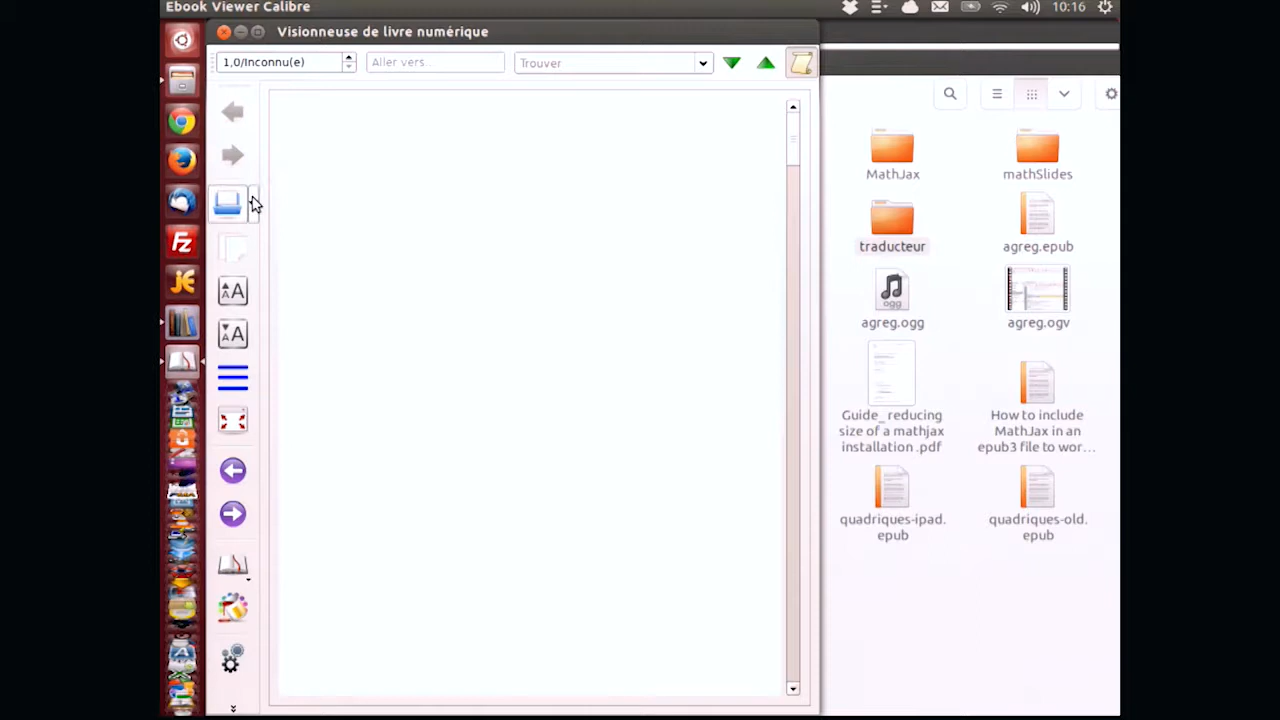 Ebook Viewer Calibre
10:16
Visionneuse de livre numérique
1,0/Inconnu(e)
Aller vers..
Trouver
MathJax
mathSlides
traducteur
agreg.epub
agreg.ogg
agreg.ogv
Guide_ reducing
size of a mathjax
installation .pdf
How to include
MathJax in an
epub3 file to wor…
quadriques-ipad.
epub
quadriques-old.
epub